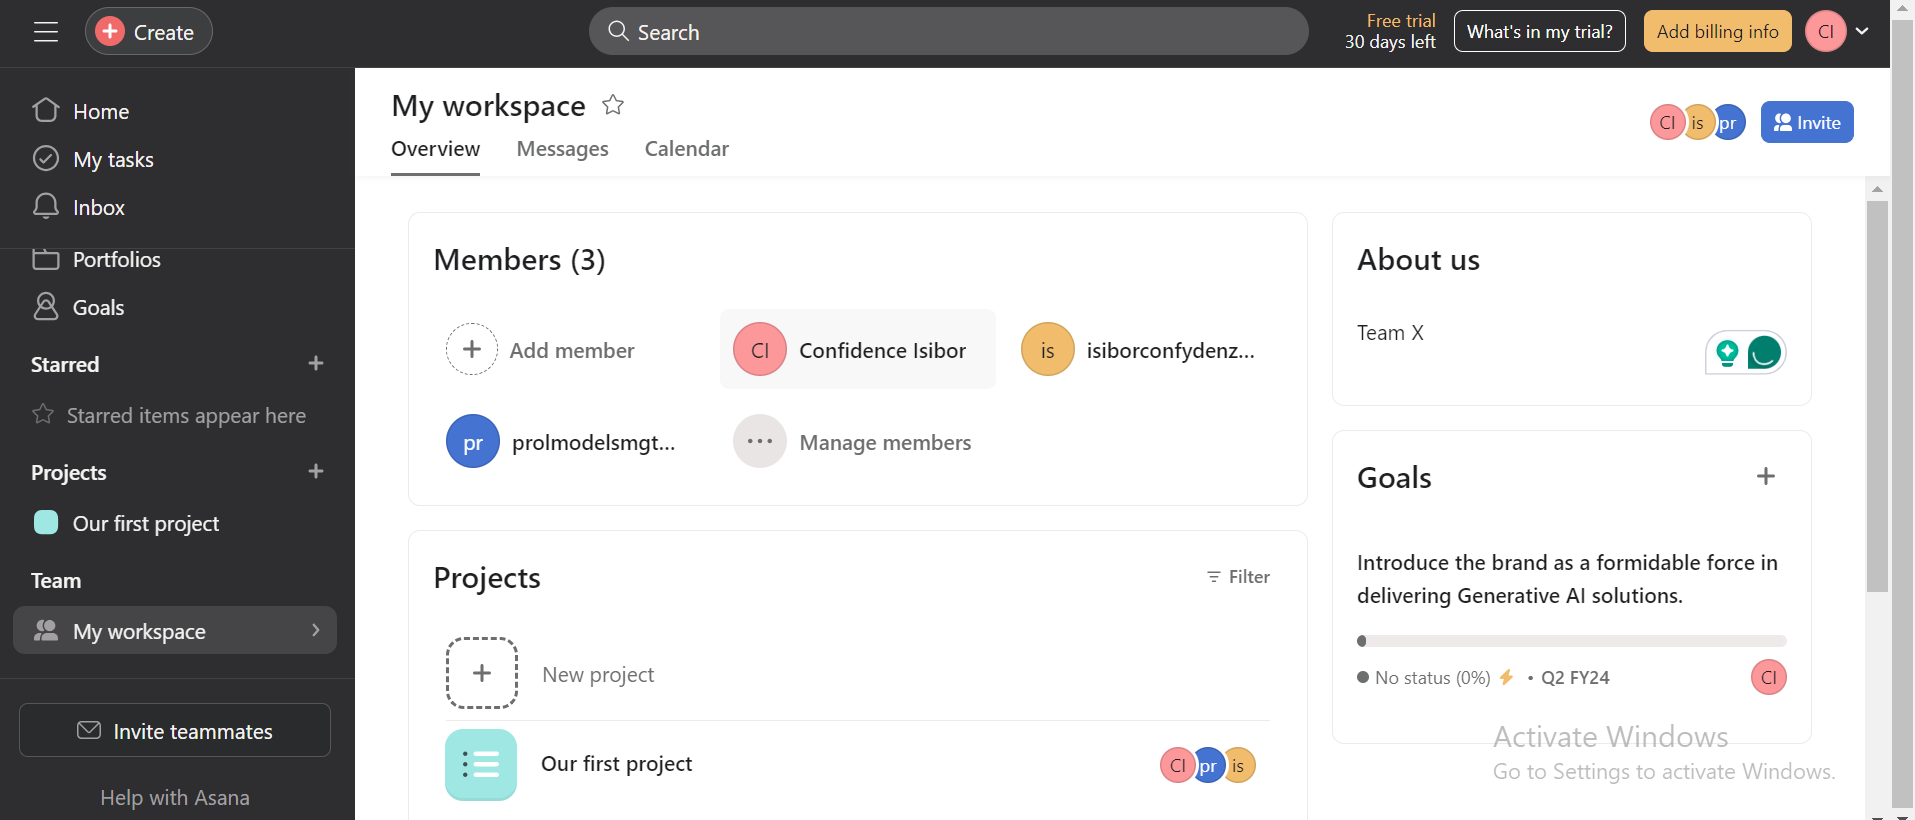 Create
Search
Free trial
30 days left
What's in my trial?
Add billing info
CI
Home
My tasks
Inbox
Portfolios
Goals
Starred
Starred items appear here
Projects
Our first project
Team
My workspace
Invite teammates
Help with Asana
My workspace
Overview
Messages
Calendar
CI
is
pr
Invite
Members (3)
Add member
CI
Confidence Isibor
is
isiborconfydenz...
pr
prolmodelsmgt...
Manage members
Projects
Filter
New project
Our first project
CI
pr
is
About us
Team X
Goals
Introduce the brand as a formidable force in
delivering Generative AI solutions.
No status (0%) • Q2 FY24
CI
Activate Windows
Go to Settings to activate Windows.